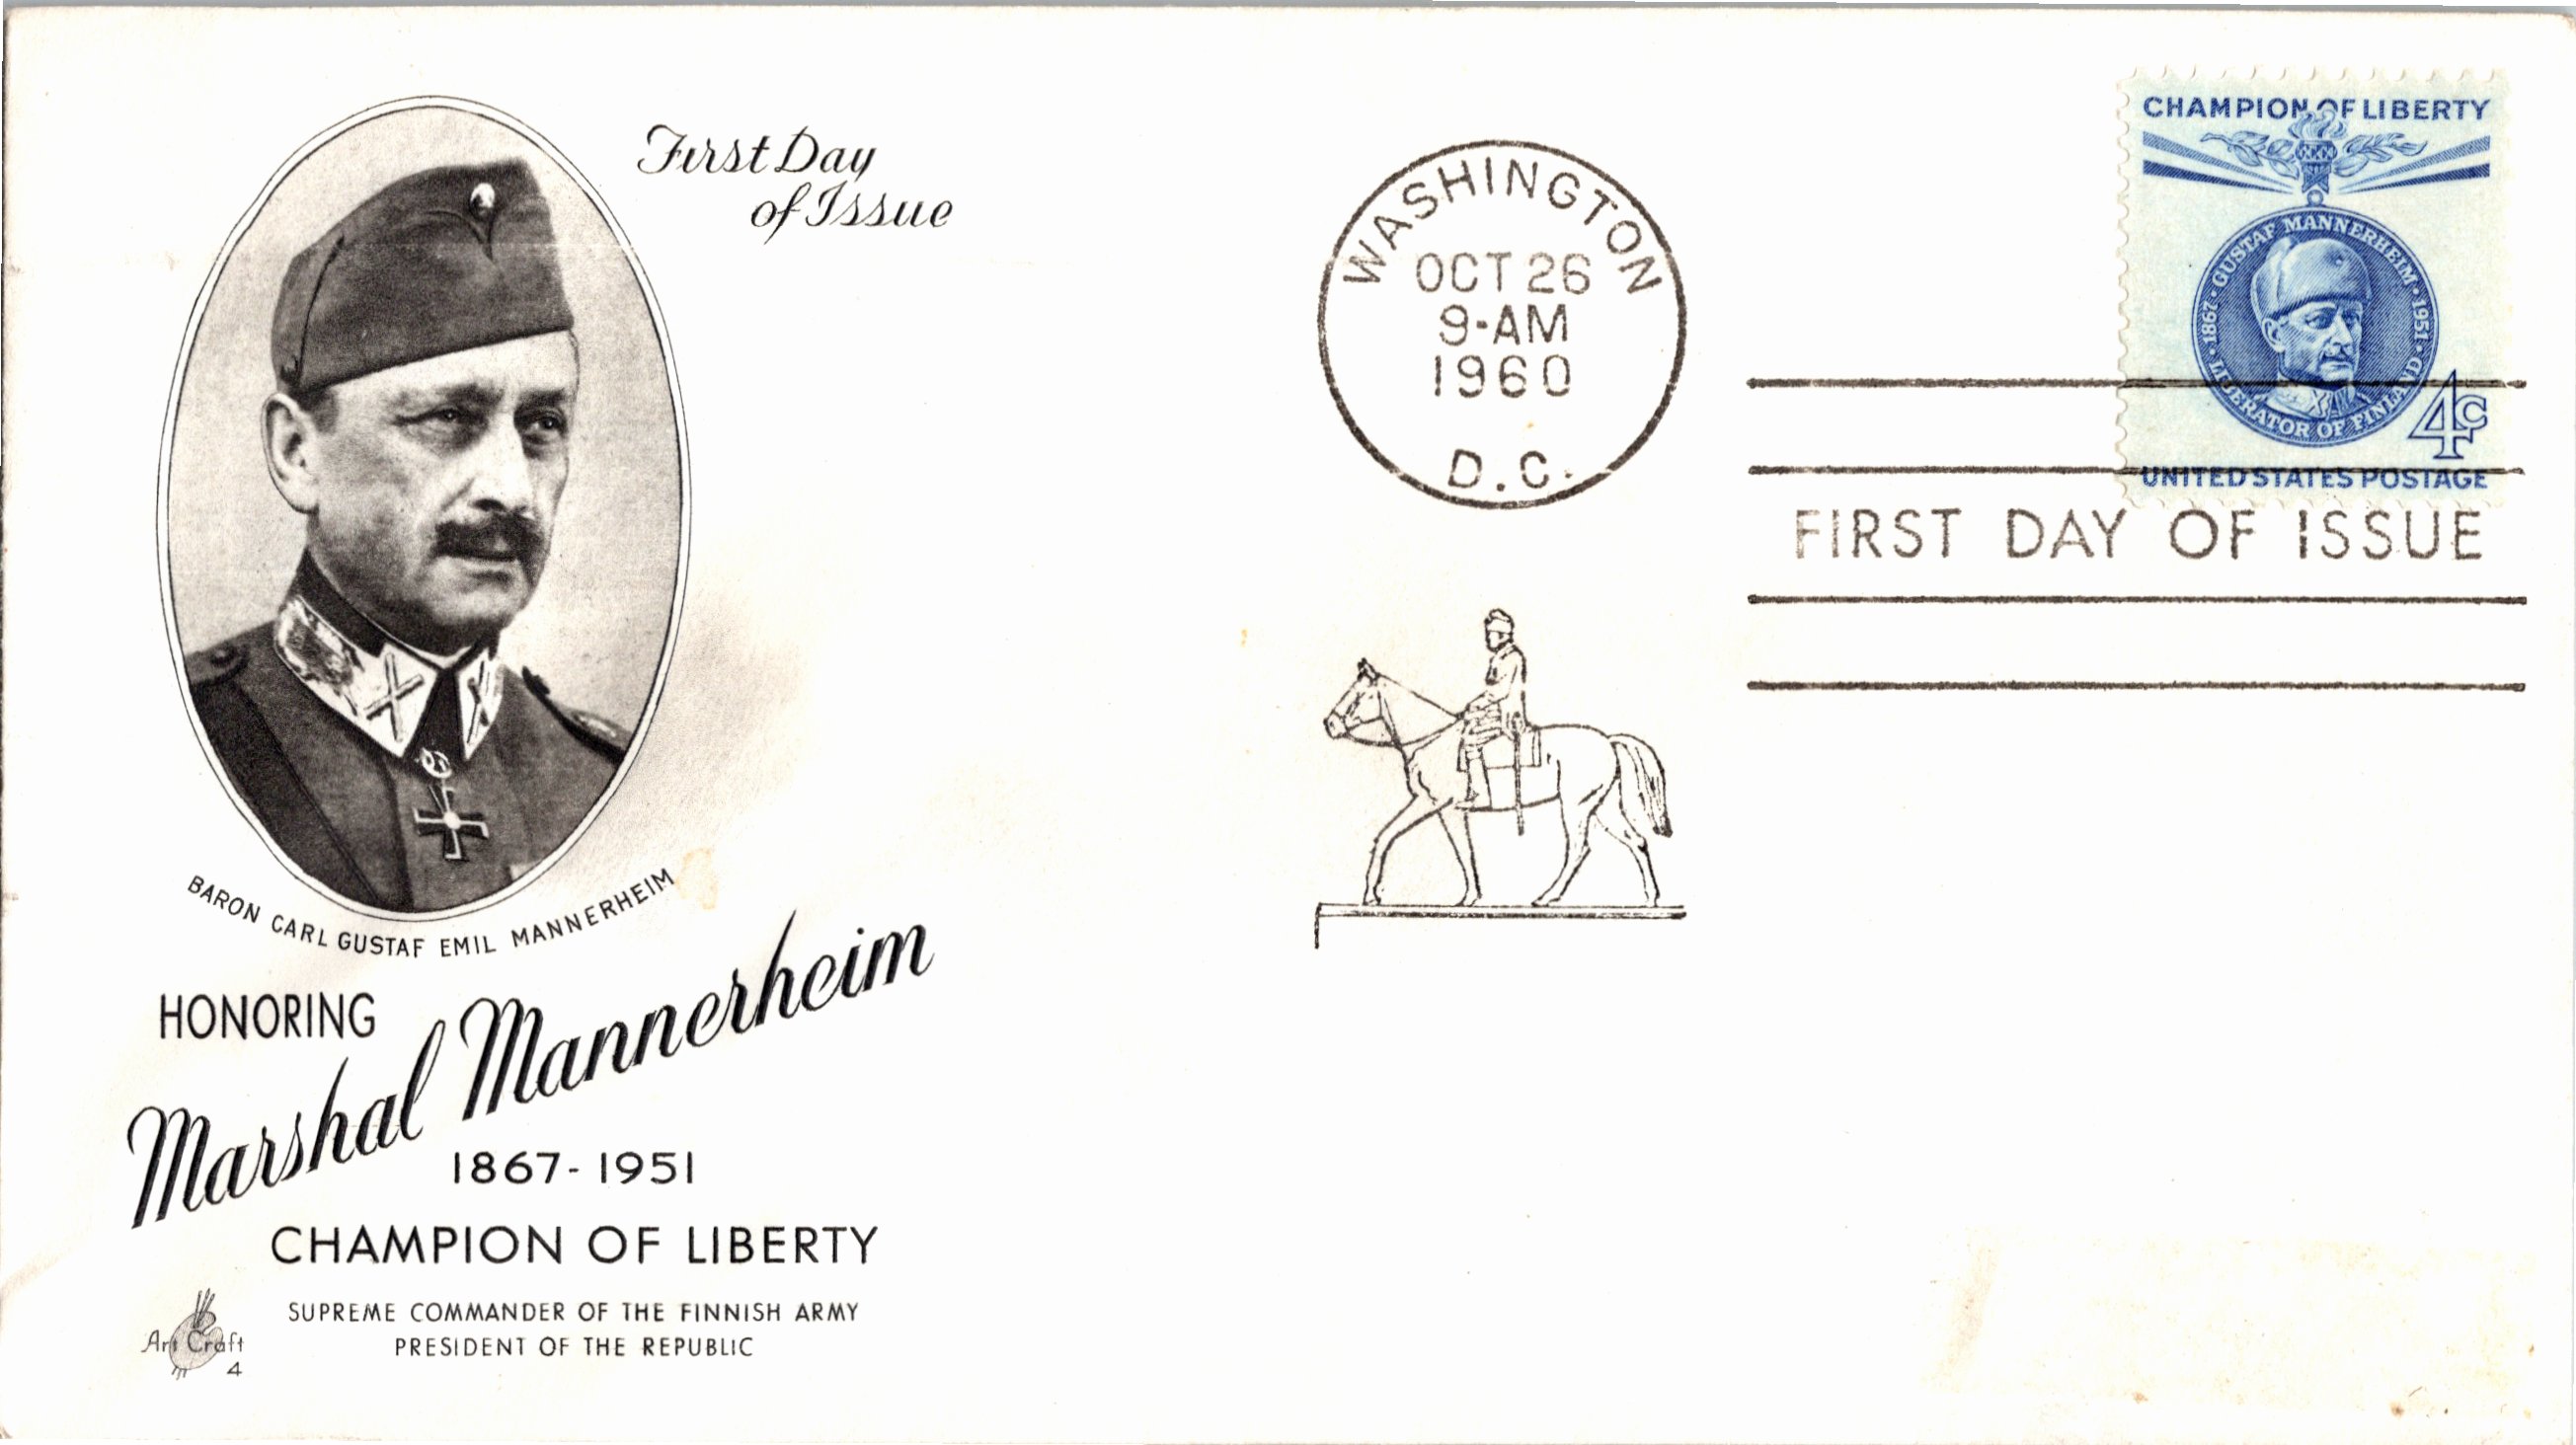 First Day
of Issue
BARON CARL GUSTAF EMIL MANNERHEIM
HONORING
Marshal Mannerheim
1867-1951
CHAMPION OF LIBERTY
SUPREME COMMANDER OF THE FINNISH ARMY
PRESIDENT OF THE REPUBLIC
Art Craft
4
WASHINGTON
OCT 26
9-AM
1960
D.C.
CHAMPION OF LIBERTY
1867 · GUSTAF MANNERHEIM · 1951 ·
LIBERATOR OF FINLAND
4c
UNITED STATES POSTAGE
FIRST DAY OF ISSUE